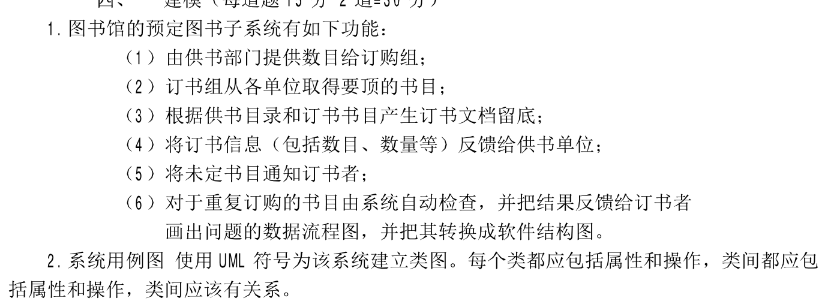 四、 建模（每道题 15 分 2 道=30 分）
1.图书馆的预定图书子系统有如下功能：
（1）由供书部门提供数目给订购组；
（2）订书组从各单位取得要顶的书目；
（3）根据供书目录和订书书目产生订书文档留底；
（4）将订书信息（包括数目、数量等）反馈给供书单位；
（5）将未定书目通知订书者；
（6）对于重复订购的书目由系统自动检查，并把结果反馈给订书者
画出问题的数据流程图，并把其转换成软件结构图。
2.系统用例图 使用 UML 符号为该系统建立类图。每个类都应包括属性和操作，类间都应包
括属性和操作，类间应该有关系。